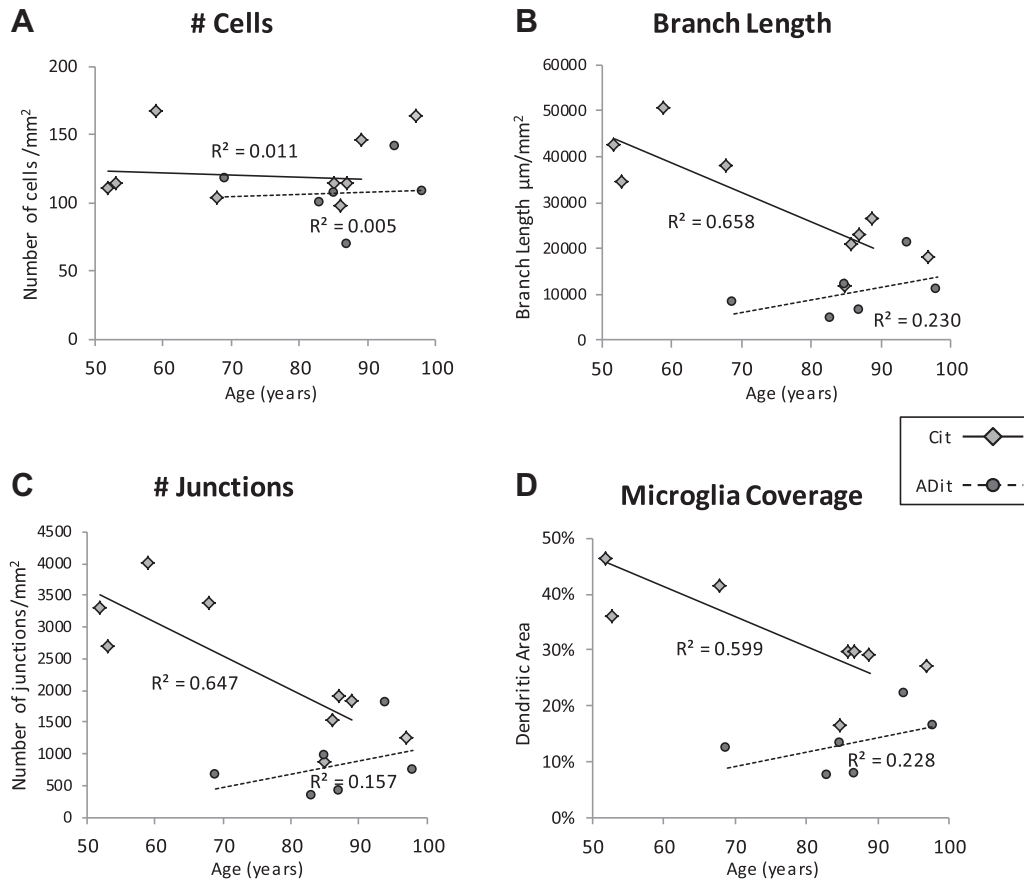 A
# Cells
200
150
100
50
0
Number of cells /mm²
R² = 0.011
R² = 0.005
50 60 70 80 90 100
Age (years)
B
Branch Length
60000
50000
40000
30000
20000
10000
0
Branch Length µm/mm²
R² = 0.658
R² = 0.230
50 60 70 80 90 100
Age (years)
Cit
ADit
C
# Junctions
4500
4000
3500
3000
2500
2000
1500
1000
500
0
Number of junctions/mm²
R² = 0.647
R² = 0.157
50 60 70 80 90 100
Age (years)
D
Microglia Coverage
50%
40%
30%
20%
10%
0%
Dendritic Area
R² = 0.599
R² = 0.228
50 60 70 80 90 100
Age (years)